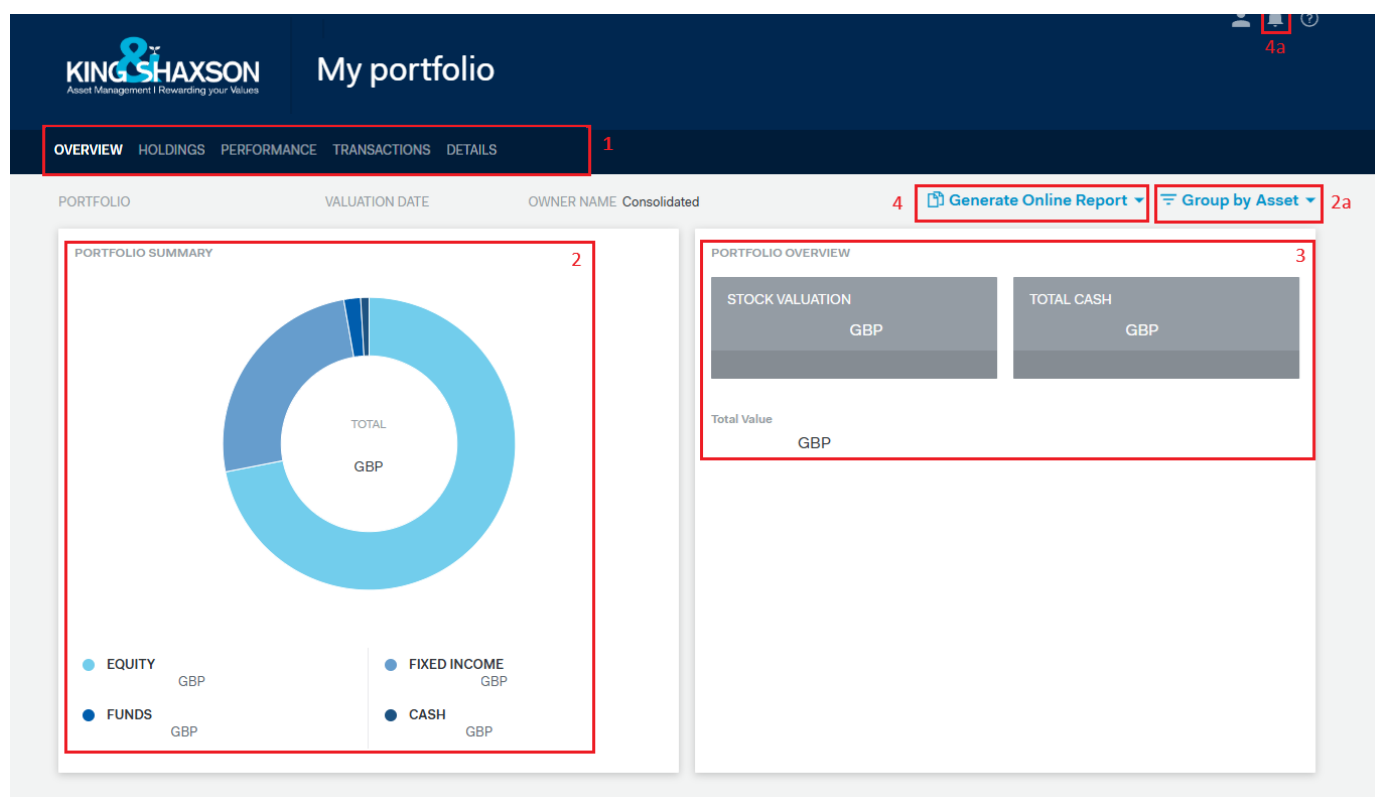 4a
KING & SHAXSON
Asset Management | Rewarding your Values
My portfolio
OVERVIEW HOLDINGS PERFORMANCE TRANSACTIONS DETAILS 1
PORTFOLIO VALUATION DATE OWNER NAME Consolidated 4 Generate Online Report Group by Asset 2a
PORTFOLIO SUMMARY 2
TOTAL
GBP
EQUITY
GBP
FIXED INCOME
GBP
FUNDS
GBP
CASH
GBP
PORTFOLIO OVERVIEW 3
STOCK VALUATION
GBP
TOTAL CASH
GBP
Total Value
GBP